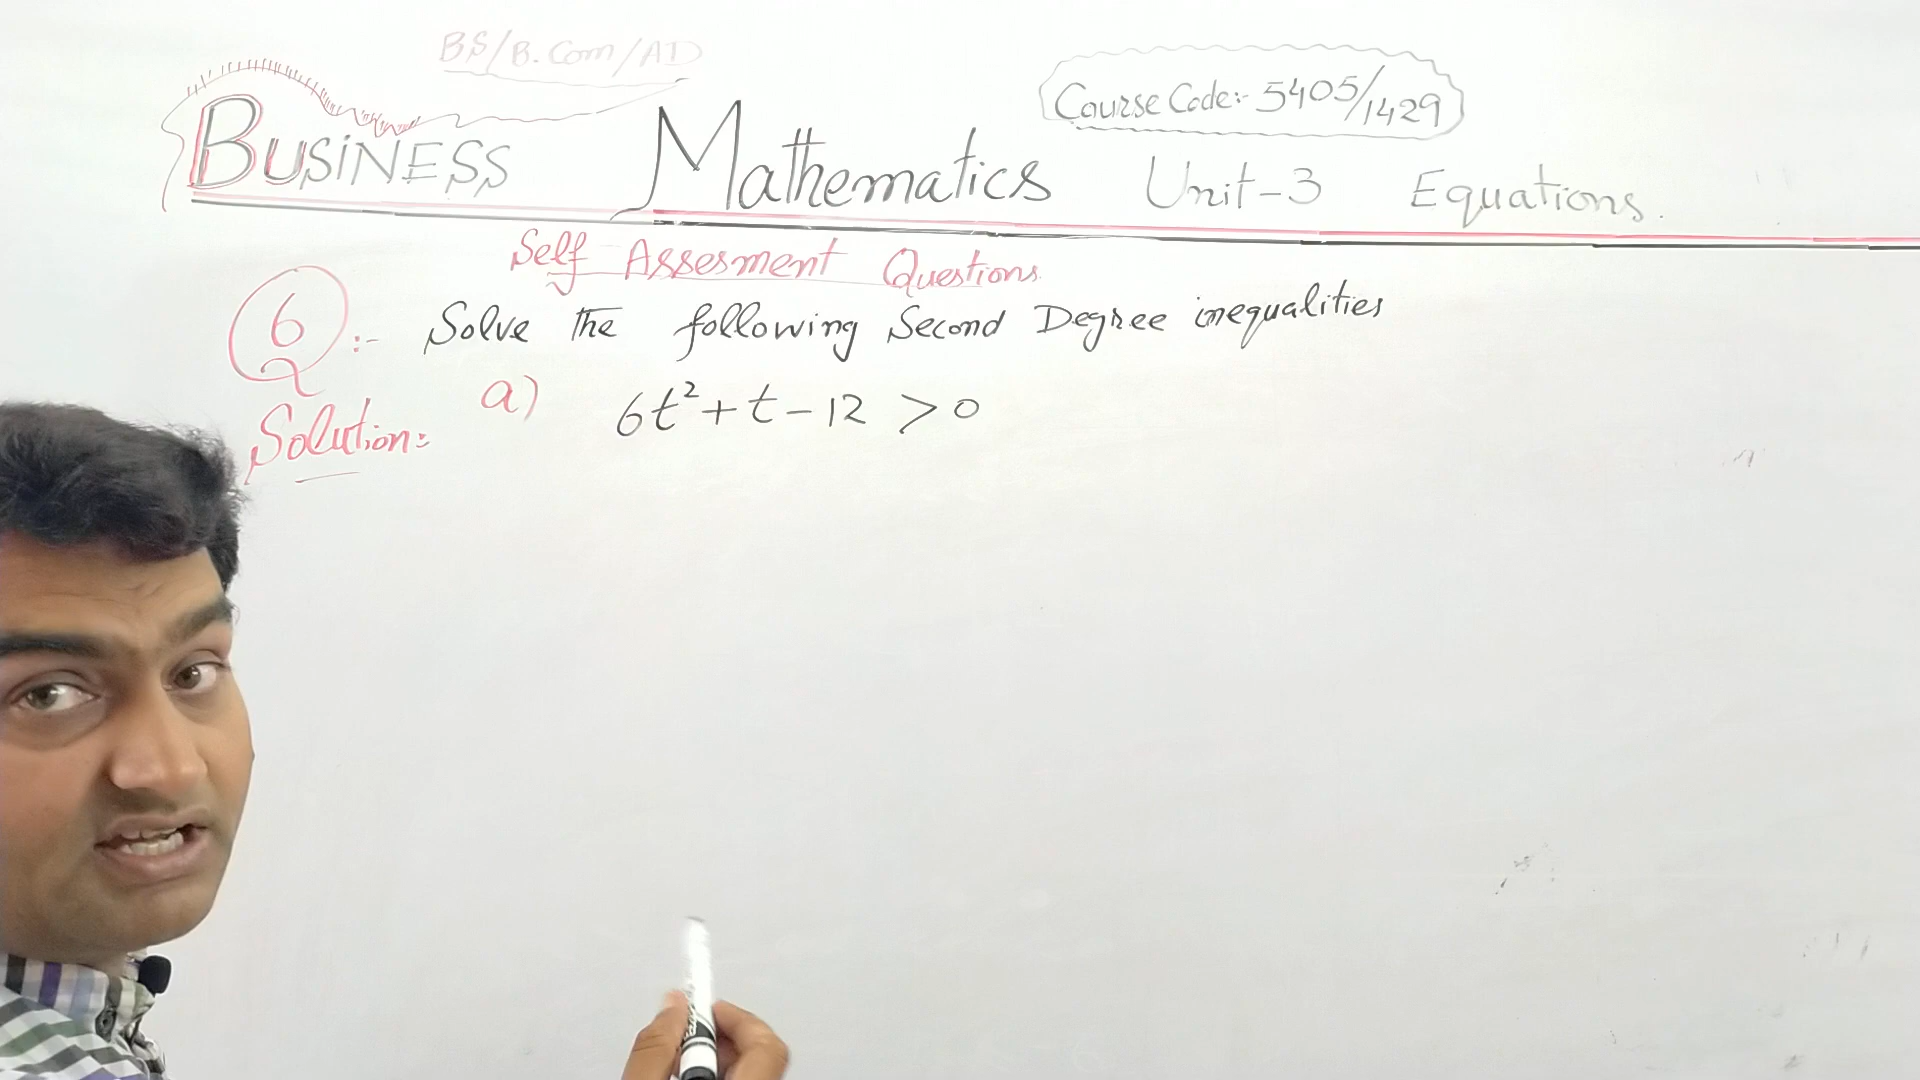 BS/B.Com/AD
BUSiNESS Mathematics Unit-3 Equations.
Course Code:- 5405/1429
Self Assesment Questions.
Q6:- Solve the following Second Degree inequalities
a) 6t²+t-12 >0
Solution: